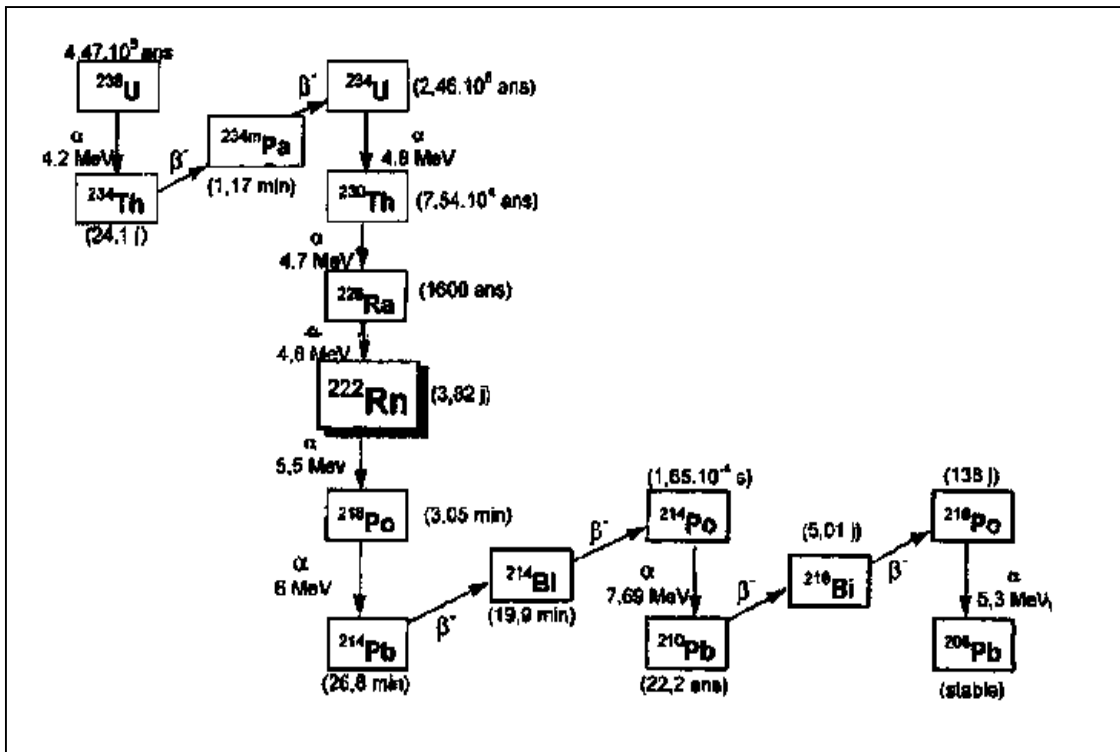 4,47.10⁹ ans
²³⁸U
α
4.2 MeV
²³⁴Th
(24,1 j)
β⁻
²³⁴ᵐPa
(1,17 min)
β⁻
²³⁴U
(2,46.10⁵ ans)
α
4,8 MeV
²³⁰Th
(7,54.10⁴ ans)
α
4.7 MeV
²²⁶Ra
(1600 ans)
α
4,8 MeV
²²²Rn
(3,82 j)
α
5,5 Mev
²¹⁸Po
(3.05 min)
α
6 MeV
²¹⁴Pb
(26,8 min)
β⁻
²¹⁴Bi
(19,9 min)
β⁻
(1,65.10⁻⁴ s)
²¹⁴Po
α
7,69 MeV
²¹⁰Pb
(22,2 ans)
β⁻
(5,01 j)
²¹⁰Bi
β⁻
(138 j)
²¹⁰Po
α
5,3 MeV
²⁰⁶Pb
(stable)